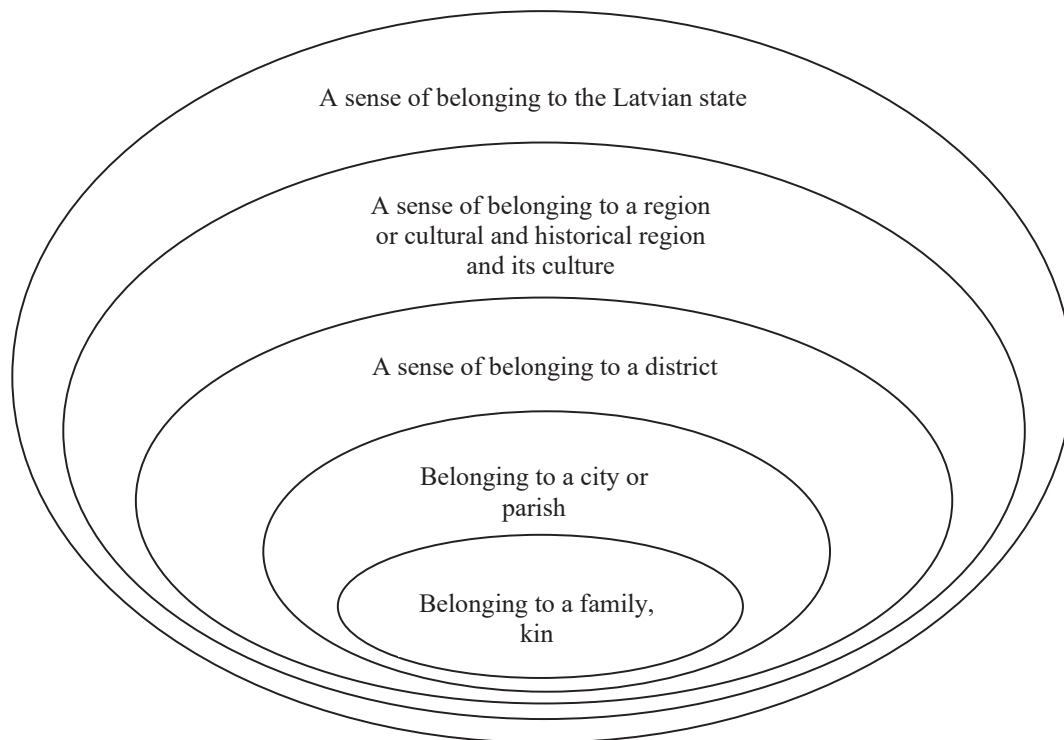 A sense of belonging to the Latvian state
A sense of belonging to a region
or cultural and historical region
and its culture
A sense of belonging to a district
Belonging to a city or
parish
Belonging to a family,
kin